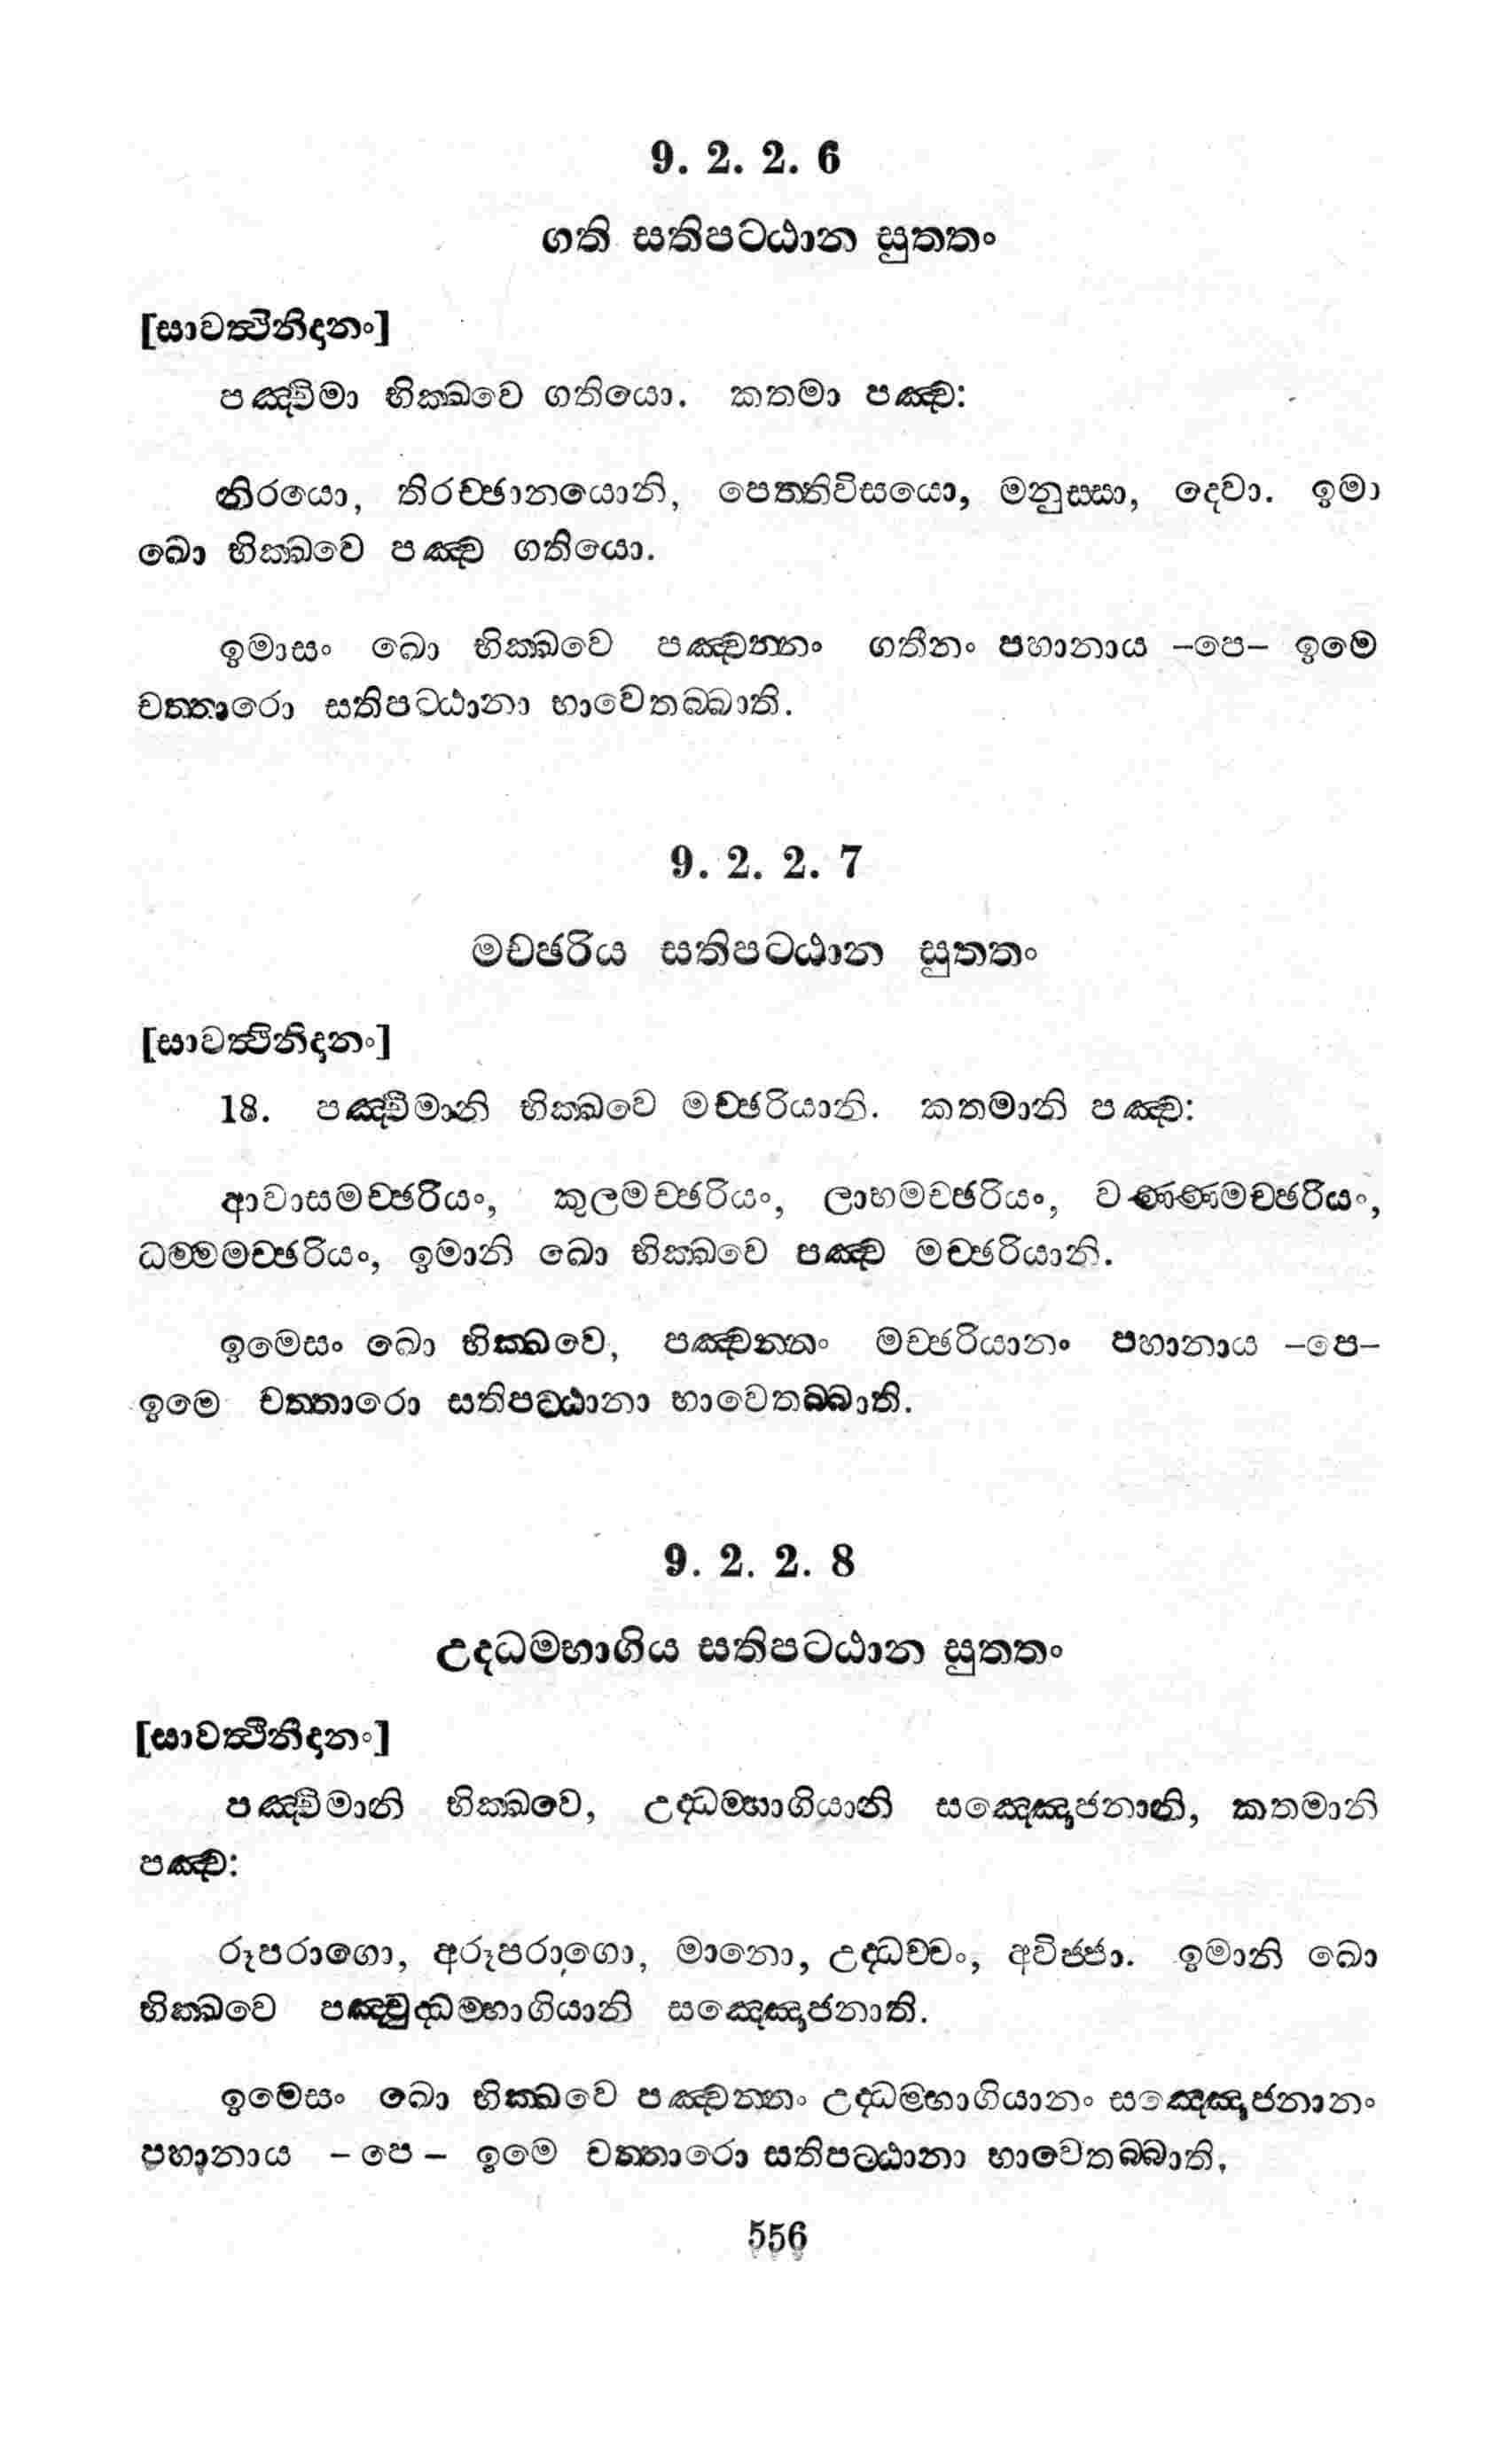 9. 2. 2. 6
ගති සතිපට්ඨාන සුත්තං
[සාවත්ථිනිදානං]
පඤ්චිමා භික්ඛවෙ ගතියො. කතමා පඤ්ච:
නිරයො, තිරච්ඡානයොනි, පෙත්තිවිසයො, මනුස්සා, දෙවා. ඉමා
ඛො භික්ඛවෙ පඤ්ච ගතියො.
ඉමාසං ඛො භික්ඛවෙ පඤ්චන්නං ගතීනං පහානාය –පෙ– ඉමෙ
චත්තාරො සතිපට්ඨානා භාවෙතබ්බාති.
9. 2. 2. 7
මච්ඡරිය සතිපට්ඨාන සුත්තං
[සාවත්ථිනිදානං]
18. පඤ්චිමානි භික්ඛවෙ මච්ඡරියානි. කතමානි පඤ්ච:
ආවාසමච්ඡරියං, කුලමච්ඡරියං, ලාභමච්ඡරියං, වණ්ණමච්ඡරියං,
ධම්මමච්ඡරියං, ඉමානි ඛො භික්ඛවෙ පඤ්ච මච්ඡරියානි.
ඉමෙසං ඛො භික්ඛවෙ, පඤ්චන්නං මච්ඡරියානං පහානාය –පෙ–
ඉමෙ චත්තාරො සතිපට්ඨානා භාවෙතබ්බාති.
9. 2. 2. 8
උද්ධම්භාගිය සතිපට්ඨාන සුත්තං
[සාවත්ථිනිදානං]
පඤ්චිමානි භික්ඛවෙ, උද්ධම්භාගියානි සඤ්ඤොජනානි, කතමානි
පඤ්ච:
රූපරාගො, අරූපරාගො, මානො, උද්ධච්චං, අවිජ්ජා. ඉමානි ඛො
භික්ඛවෙ පඤ්චුද්ධම්භාගියානි සඤ්ඤොජනාති.
ඉමෙසං ඛො භික්ඛවෙ පඤ්චන්නං උද්ධම්භාගියානං සඤ්ඤොජනානං
පහානාය – පෙ – ඉමෙ චත්තාරො සතිපට්ඨානා භාවෙතබ්බාති.
556